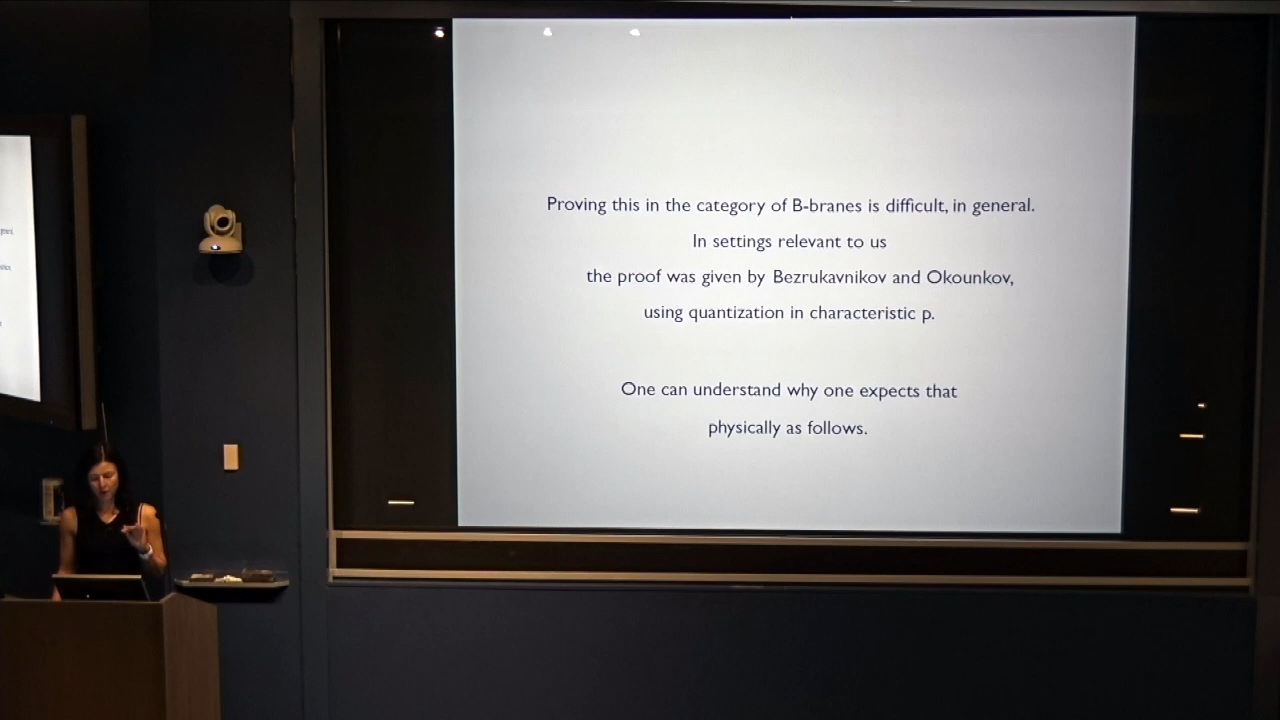 Proving this in the category of B-branes is difficult, in general.
In settings relevant to us
the proof was given by Bezrukavnikov and Okounkov,
using quantization in characteristic p.
One can understand why one expects that
physically as follows.